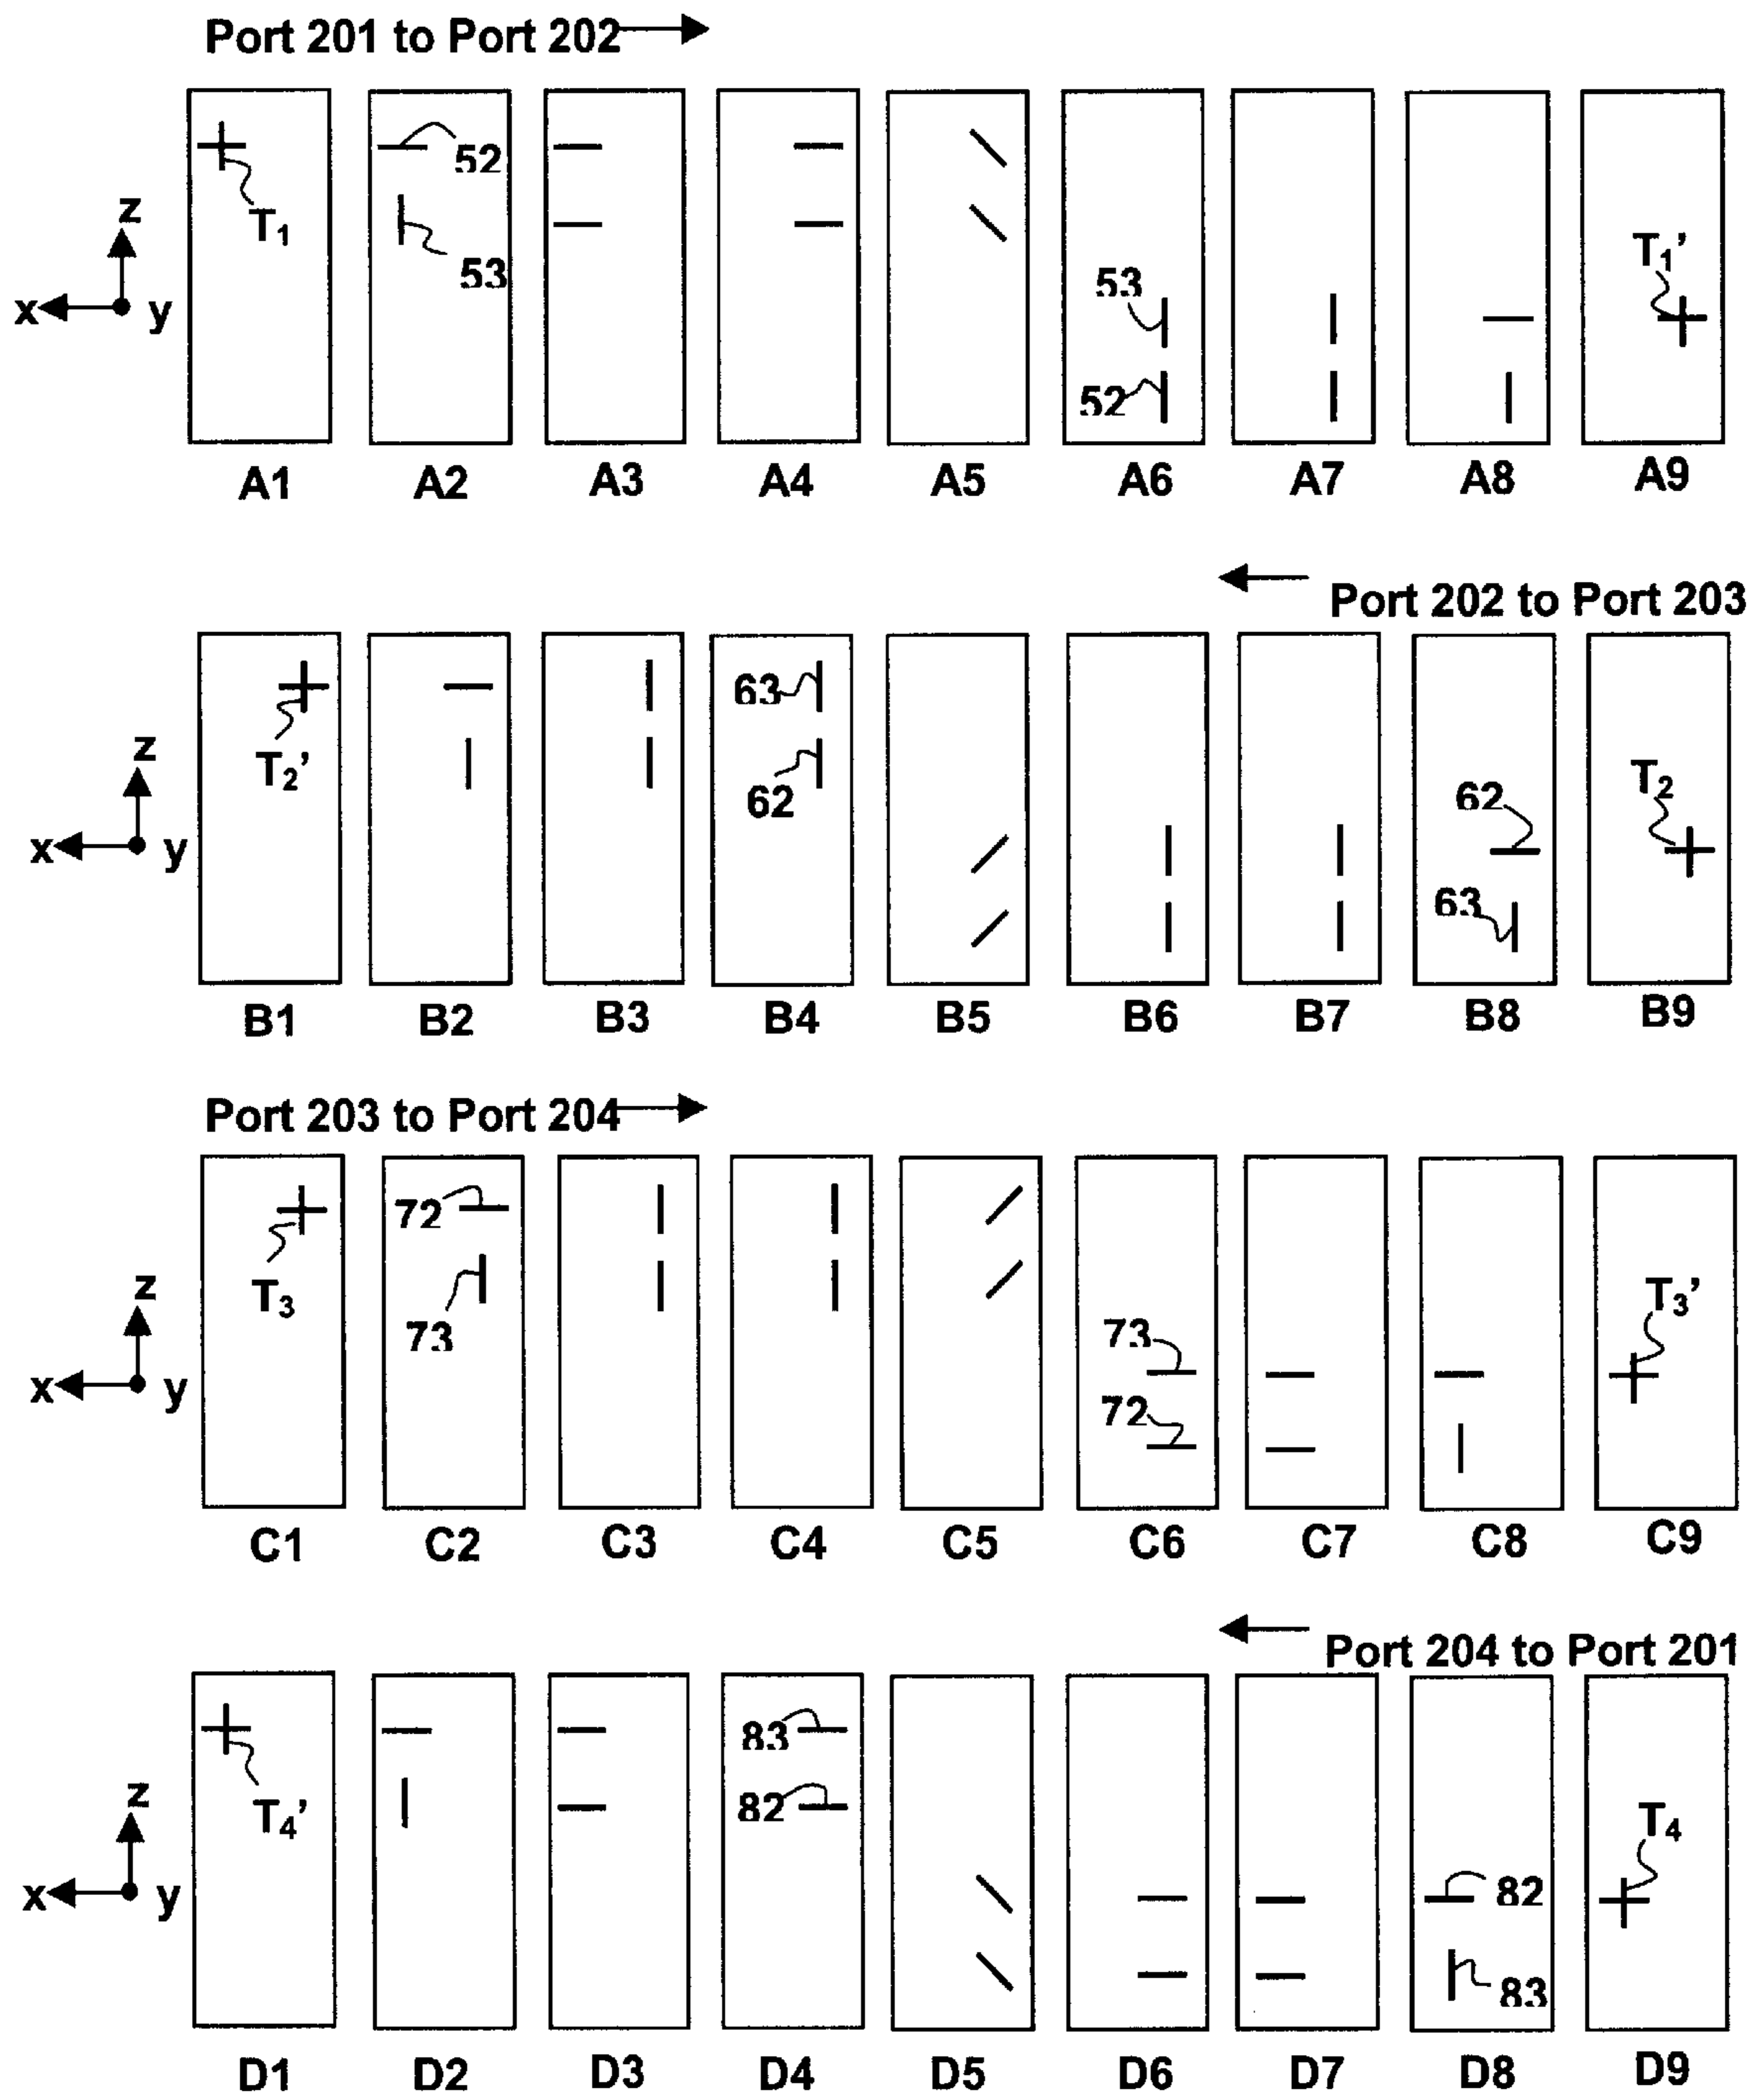 Port 201 to Port 202
T1
52
53
53
52
T1'
z
x y
A1 A2 A3 A4 A5 A6 A7 A8 A9
Port 202 to Port 203
T2'
63
62
62
63
T2
z
x y
B1 B2 B3 B4 B5 B6 B7 B8 B9
Port 203 to Port 204
T3
72
73
73
72
T3'
z
x y
C1 C2 C3 C4 C5 C6 C7 C8 C9
Port 204 to Port 201
T4'
83
82
82
83
T4
z
x y
D1 D2 D3 D4 D5 D6 D7 D8 D9